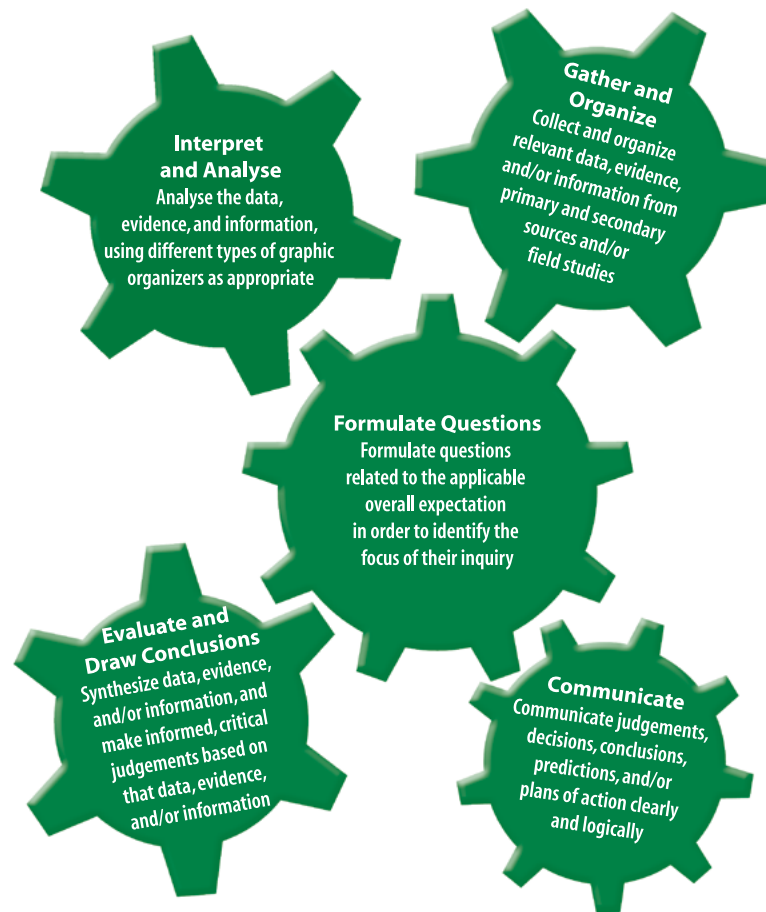 Interpret
and Analyse
Analyse the data,
evidence, and information,
using different types of graphic
organizers as appropriate
Gather and
Organize
Collect and organize
relevant data, evidence,
and/or information from
primary and secondary
sources and/or
field studies
Formulate Questions
Formulate questions
related to the applicable
overall expectation
in order to identify the
focus of their inquiry
Evaluate and
Draw Conclusions
Synthesize data, evidence,
and/or information, and
make informed, critical
judgements based on
that data, evidence,
and/or information
Communicate
Communicate judgements,
decisions, conclusions,
predictions, and/or
plans of action clearly
and logically